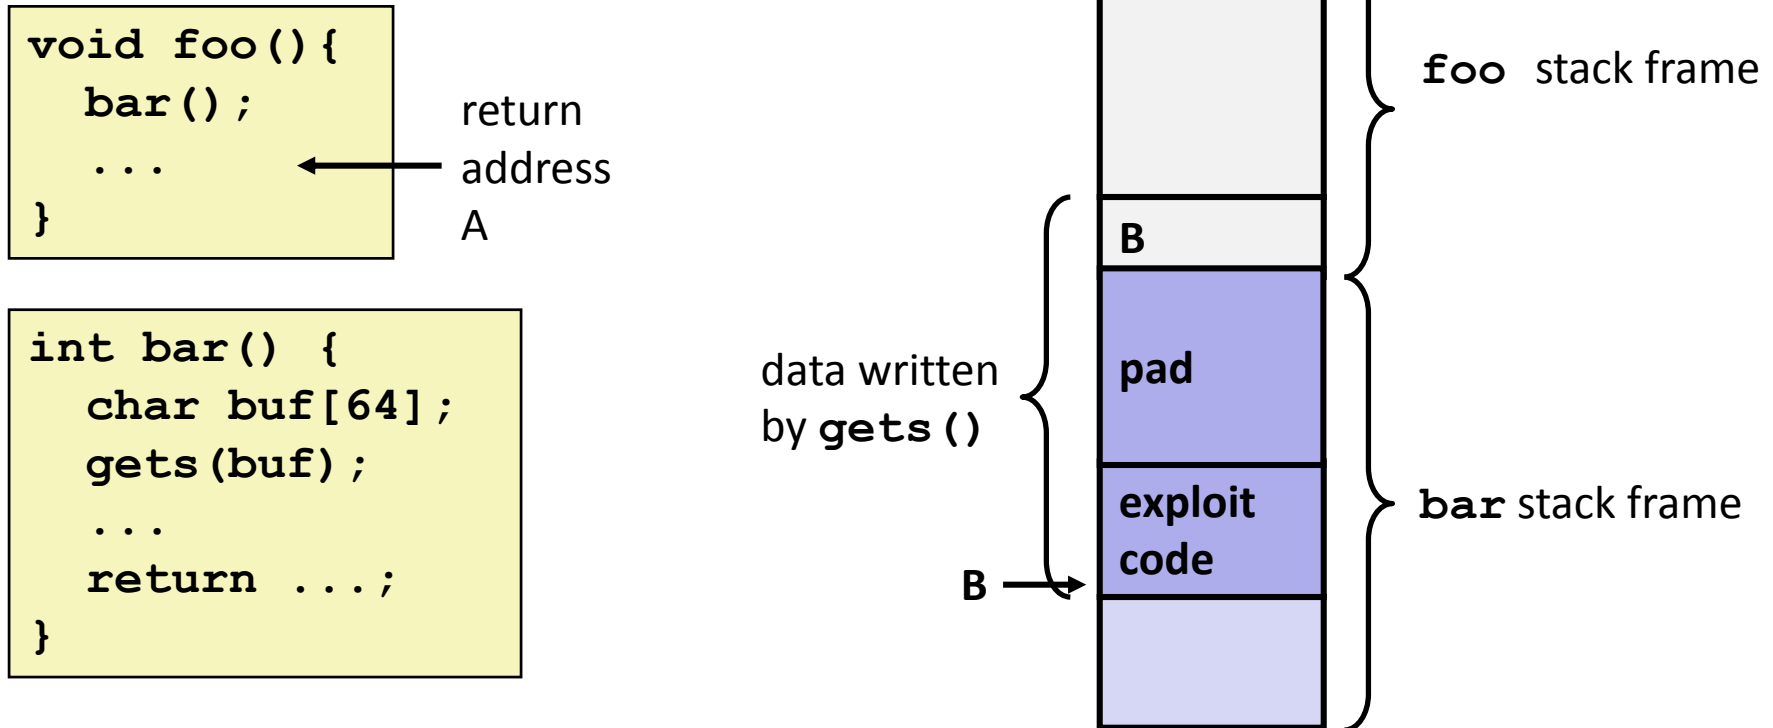 void foo(){
  bar();
  ...
}
return
address
A
int bar() {
  char buf[64];
  gets(buf);
  ...
  return ...;
}
data written
by gets()
B
B
pad
exploit
code
foo stack frame
bar stack frame